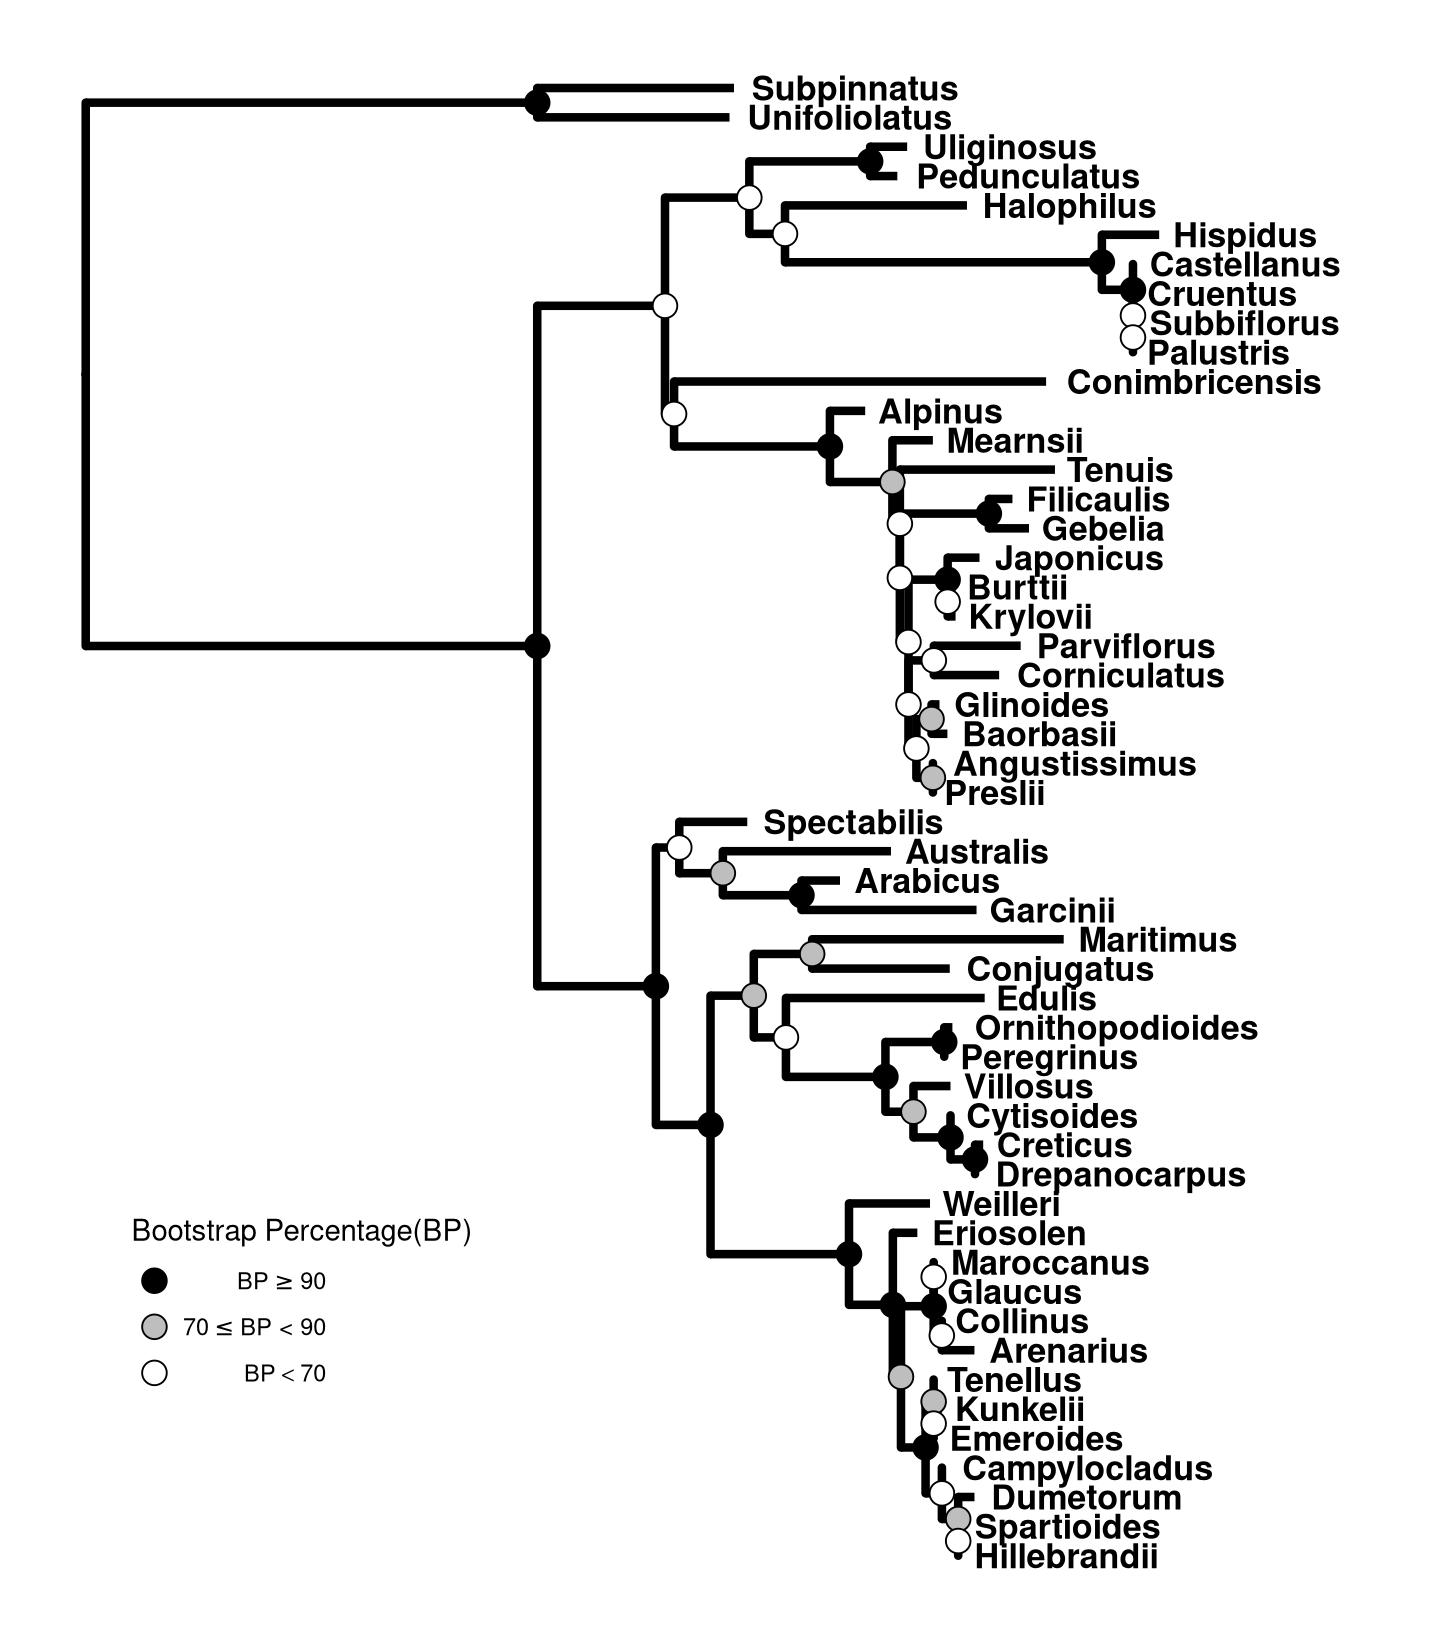 Subpinnatus
Unifoliolatus
Uliginosus
Pedunculatus
Halophilus
Hispidus
Castellanus
Cruentus
Subbiflorus
Palustris
Conimbricensis
Alpinus
Mearnsii
Tenuis
Filicaulis
Gebelia
Japonicus
Burttii
Krylovii
Parviflorus
Corniculatus
Glinoides
Baorbasii
Angustissimus
Preslii
Spectabilis
Australis
Arabicus
Garcinii
Maritimus
Conjugatus
Edulis
Ornithopodioides
Peregrinus
Villosus
Cytisoides
Creticus
Drepanocarpus
Weilleri
Eriosolen
Maroccanus
Glaucus
Collinus
Arenarius
Tenellus
Kunkelii
Emeroides
Campylocladus
Dumetorum
Spartioides
Hillebrandii
Bootstrap Percentage(BP)
BP ≥ 90
70 ≤ BP < 90
BP < 70